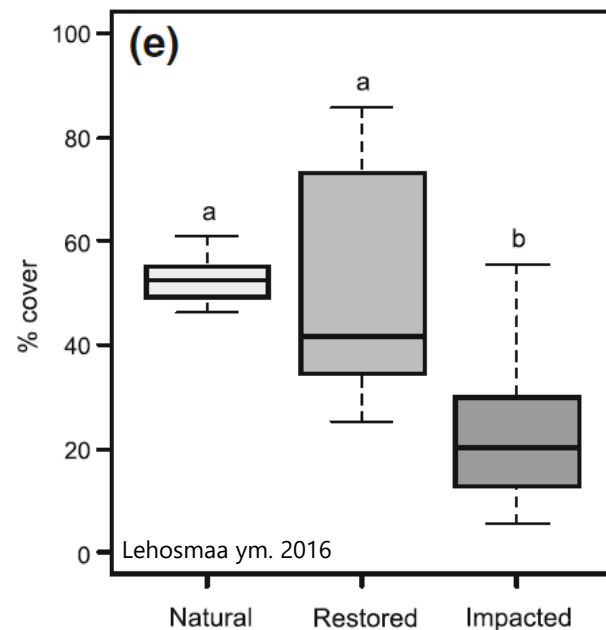 (e)
100
80
60
40
20
0
% cover
a
a
b
Lehosmaa ym. 2016
Natural Restored Impacted